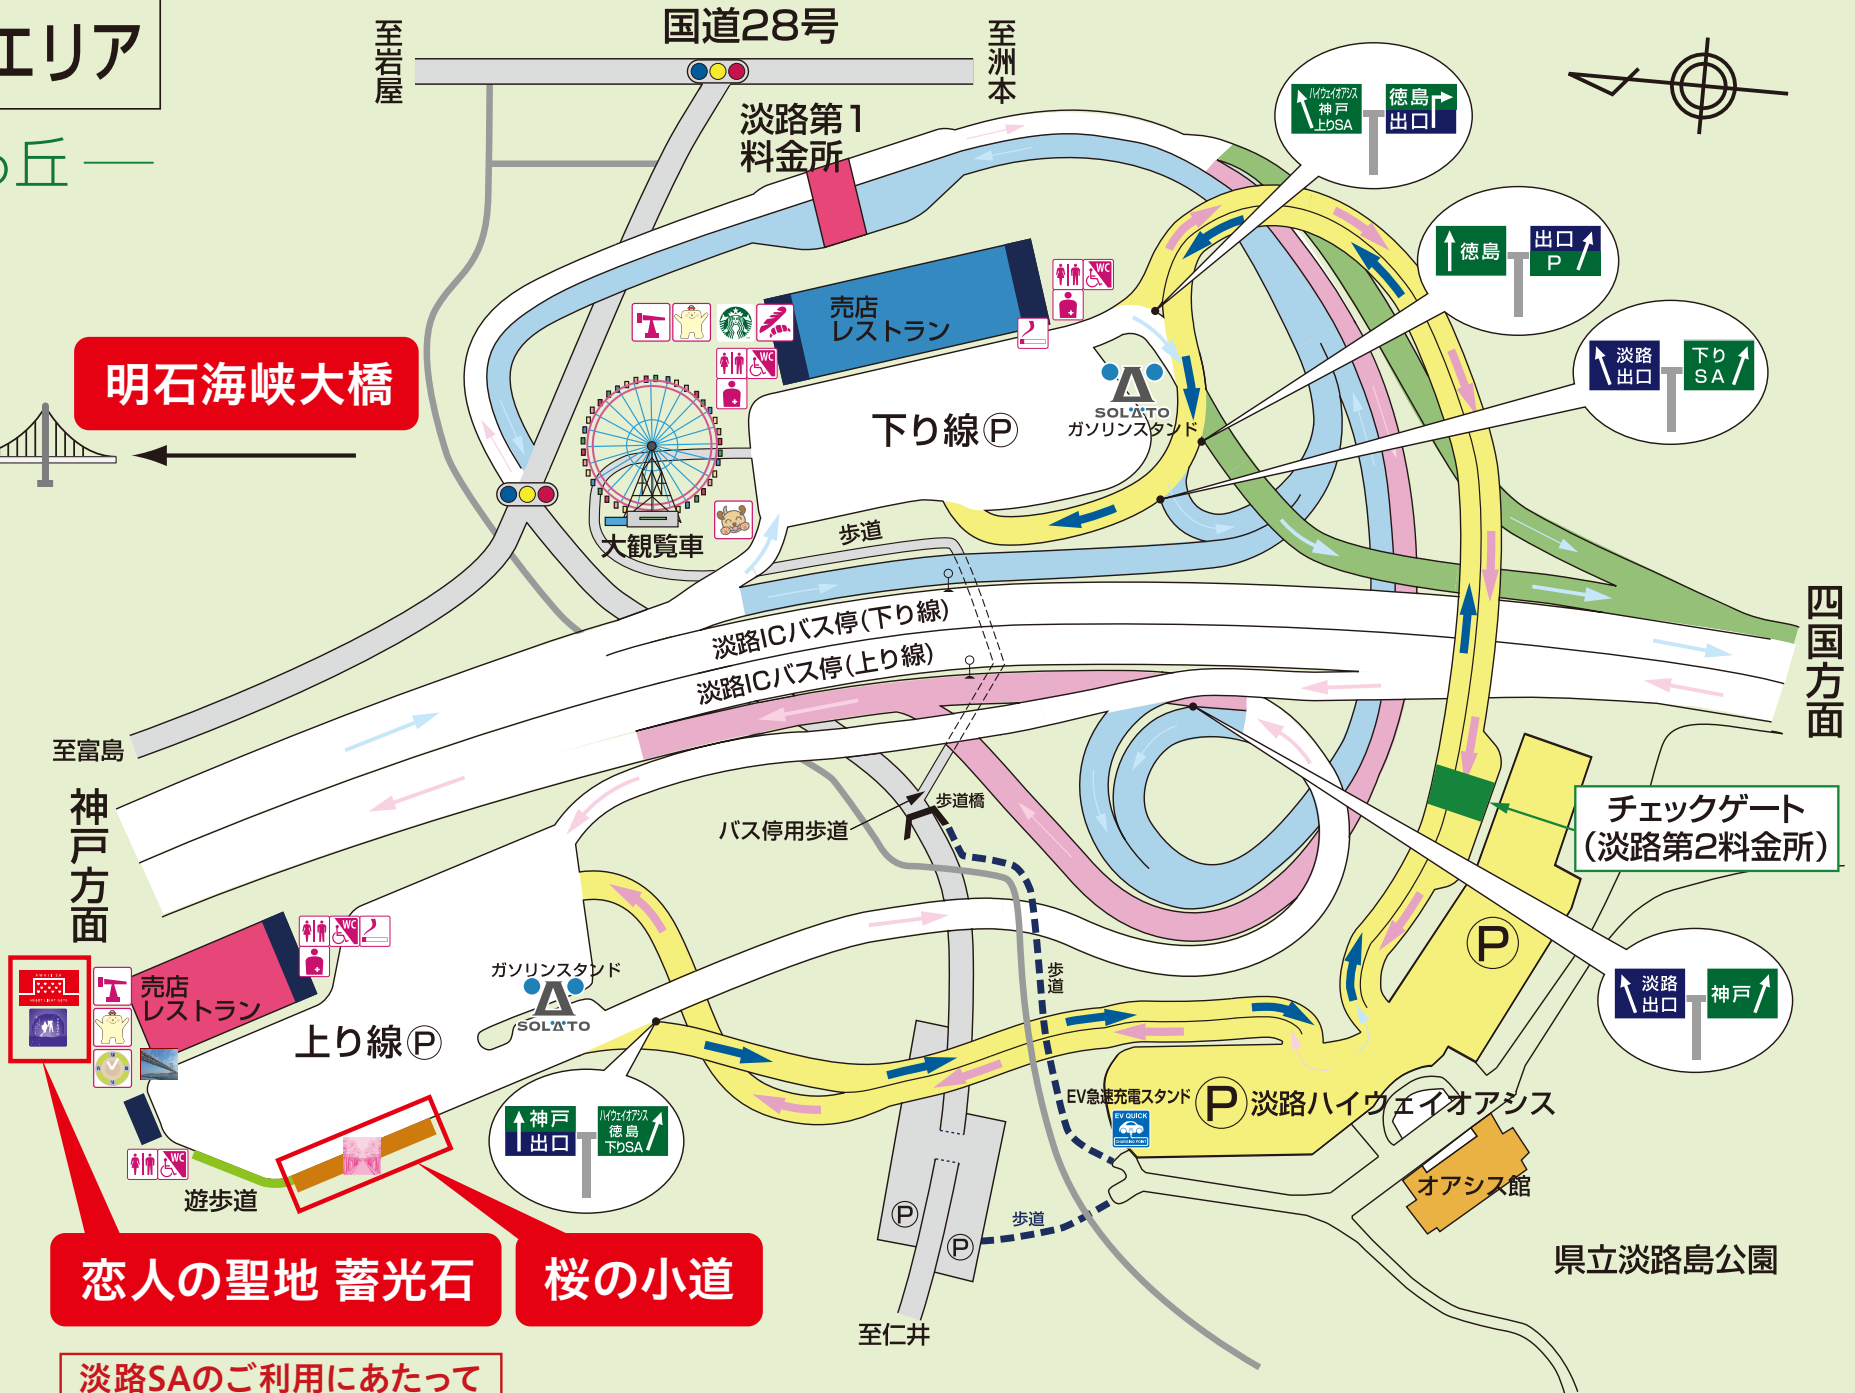 エリア
の丘
国道28号
至岩屋
至洲本
淡路第1
料金所
ハイウェイオアシス
神戸
上りSA
徳島
出口
徳島
出口
P
淡路
出口
下り
SA
売店
レストラン
WC
WC
明石海峡大橋
下り線P
SOLATO
ガソリンスタンド
大観覧車
歩道
淡路ICバス停(下り線)
淡路ICバス停(上り線)
四国方面
至富島
神戸方面
歩道橋
バス停用歩道
チェックゲート
(淡路第2料金所)
P
WC
売店
レストラン
ガソリンスタンド
SOLATO
上り線P
歩道
淡路
出口
神戸
EV急速充電スタンド
EV QUICK
CHARGING POINT
P淡路ハイウェイオアシス
神戸
出口
ハイウェイオアシス
徳島
下りSA
WC
遊歩道
オアシス館
P
P
歩道
県立淡路島公園
恋人の聖地 蓄光石
桜の小道
至仁井
淡路SAのご利用にあたって